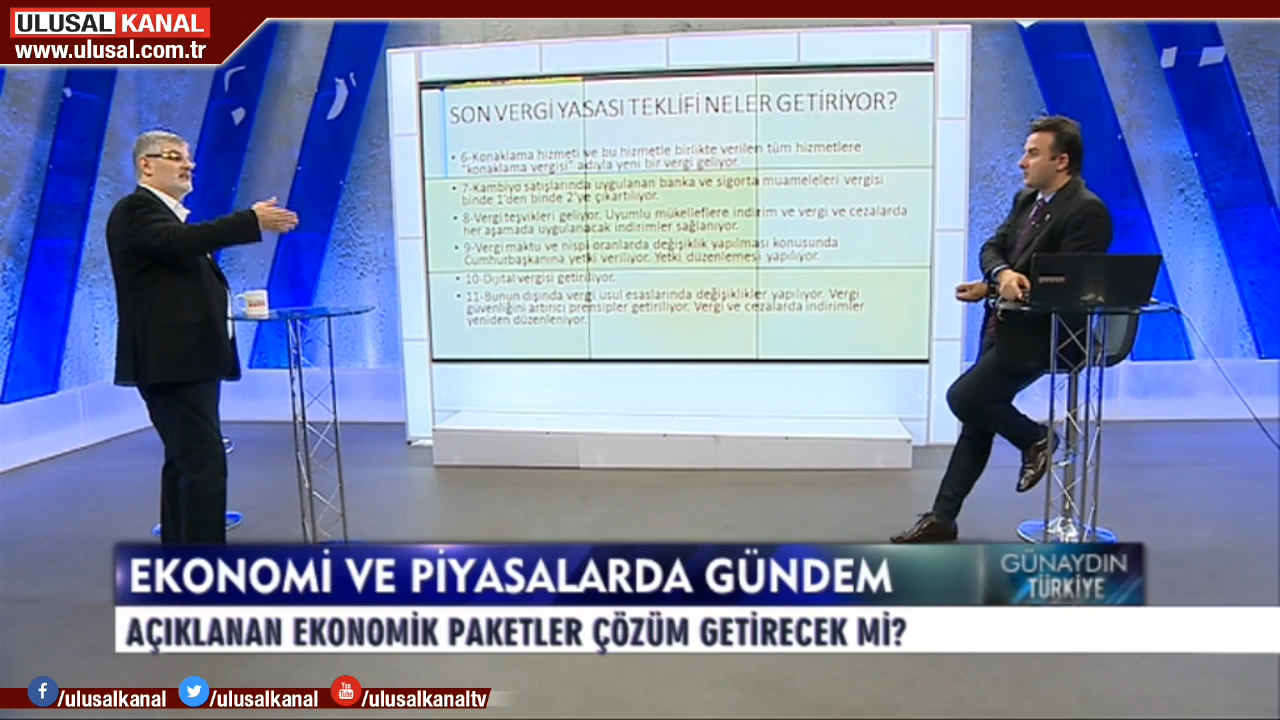 ULUSAL KANAL
www.ulusal.com.tr
SON VERGİ YASASI TEKLİFİ NELER GETİRİYOR?
• 6-Konaklama hizmeti ve bu hizmetle birlikte verilen tüm hizmetlere
"konaklama vergisi" adıyla yeni bir vergi geliyor.
• 7-Kambiyo satışlarında uygulanan banka ve sigorta muameleleri vergisi
binde 1'den binde 2'ye çıkartılıyor.
• 8-Vergi teşvikleri geliyor. Uyumlu mükelleflere indirim ve vergi ve cezalarda
her aşamada uygulanacak indirimler sağlanıyor.
• 9-Vergi maktu ve nispi oranlarda değişiklik yapılması konusunda
Cumhurbaşkanına yetki veriliyor. Yetki düzenlemesi yapılıyor.
• 10-Dijital vergisi getiriliyor.
• 11-Bunun dışında vergi usul esaslarında değişiklikler yapılıyor. Vergi
güvenliğini artırıcı prensipler getiriliyor. Vergi ve cezalarda indirimler
yeniden düzenleniyor.
EKONOMİ VE PİYASALARDA GÜNDEM
GÜNAYDIN
TÜRKİYE
AÇIKLANAN EKONOMİK PAKETLER ÇÖZÜM GETİRECEK Mİ?
/ulusalkanal /ulusalkanal You Tube /ulusalkanaltv